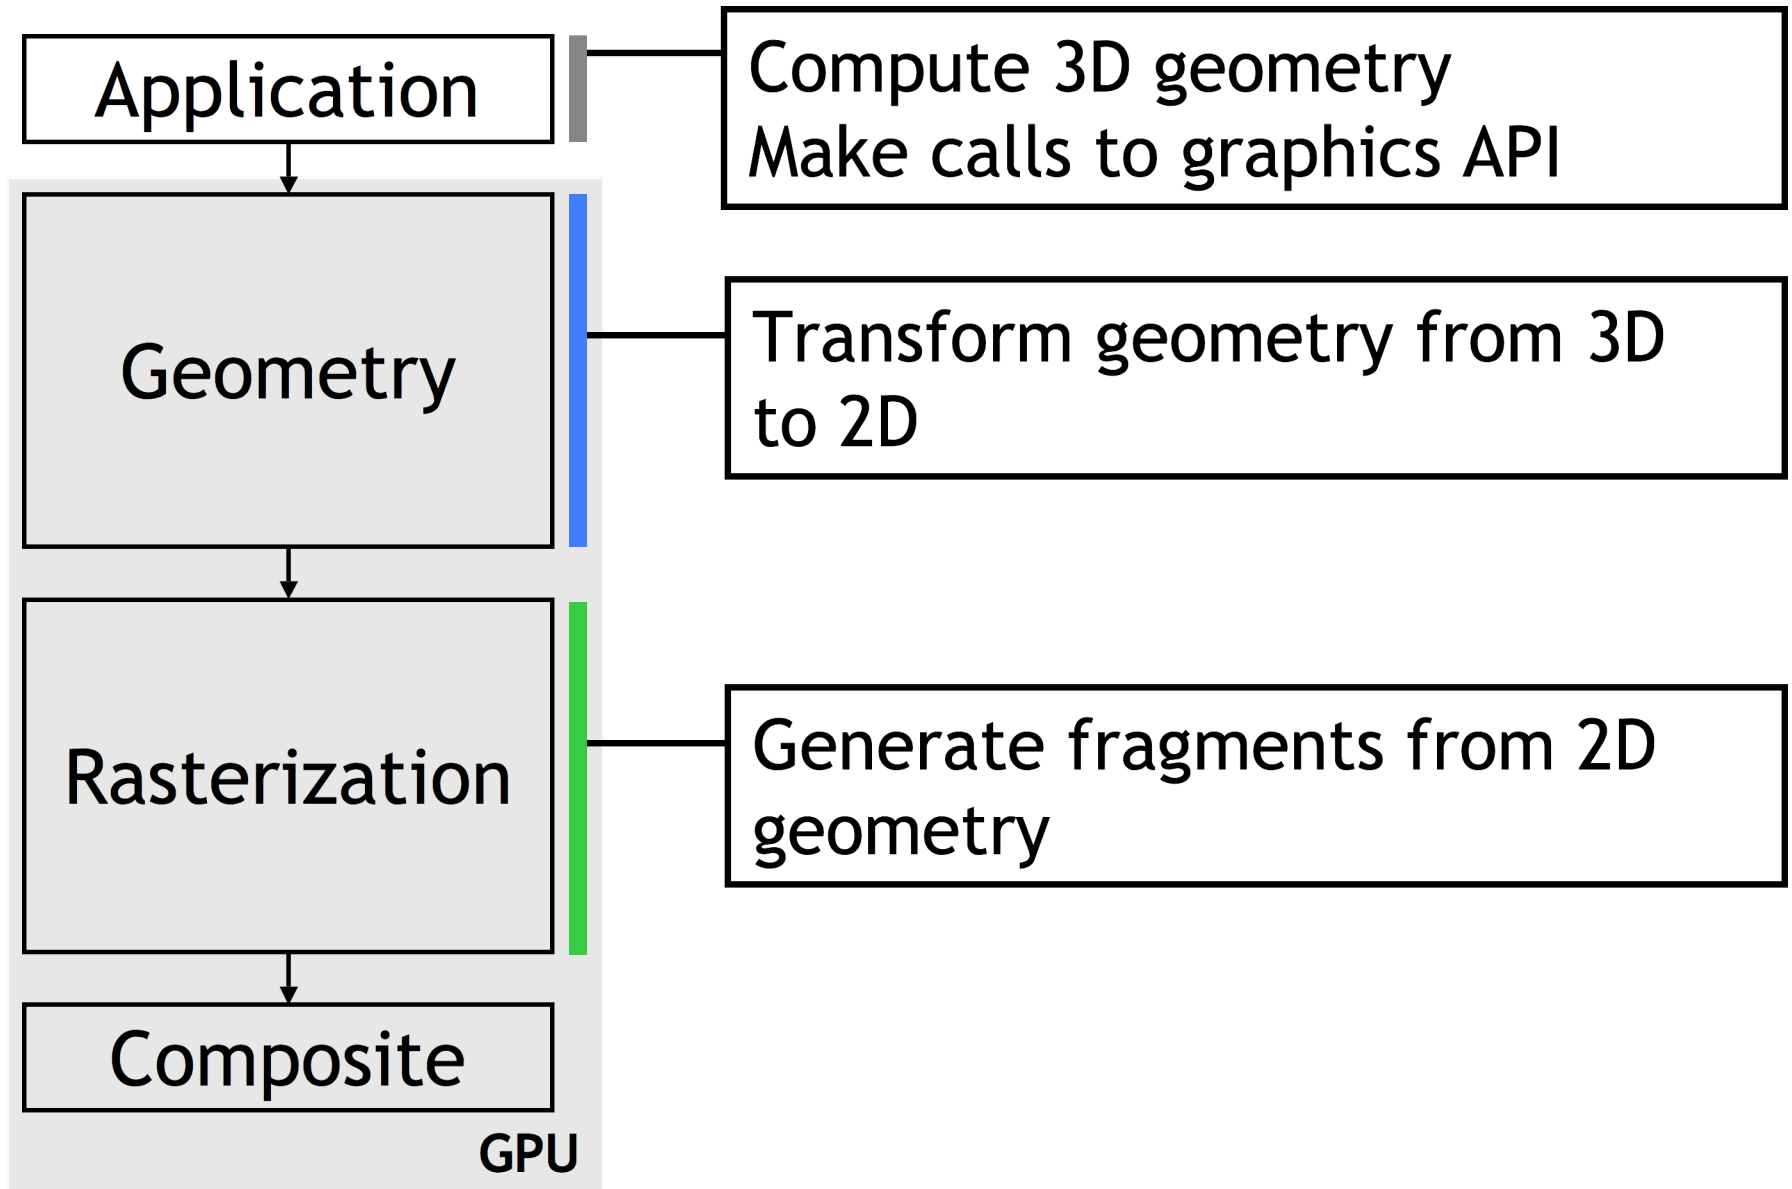 Application
Compute 3D geometry
Make calls to graphics API
Geometry
Transform geometry from 3D
to 2D
Rasterization
Generate fragments from 2D
geometry
Composite
GPU